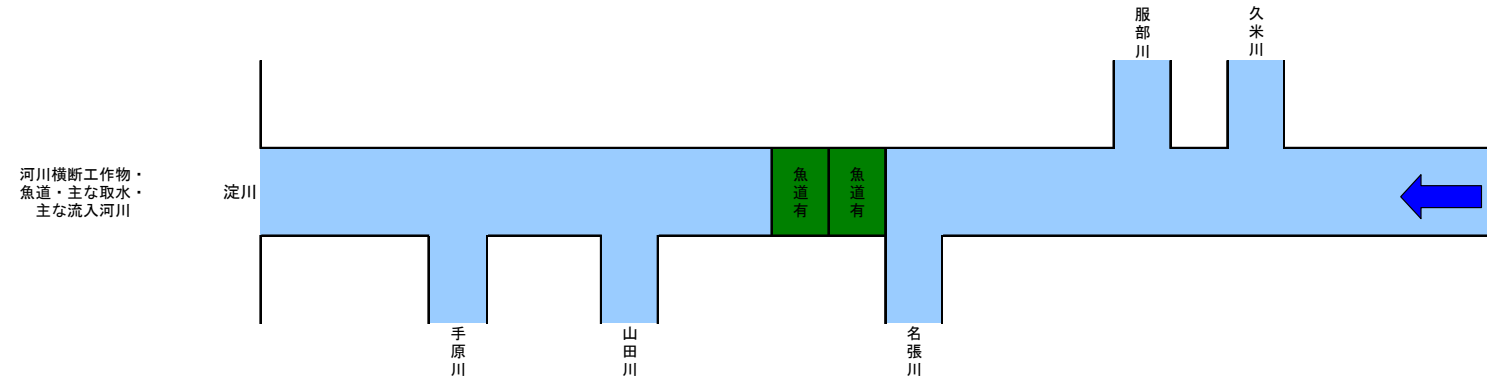 服部川
久米川
河川横断工作物・
魚道・主な取水・
主な流入河川
淀川
魚道有
魚道有
手原川
山田川
名張川